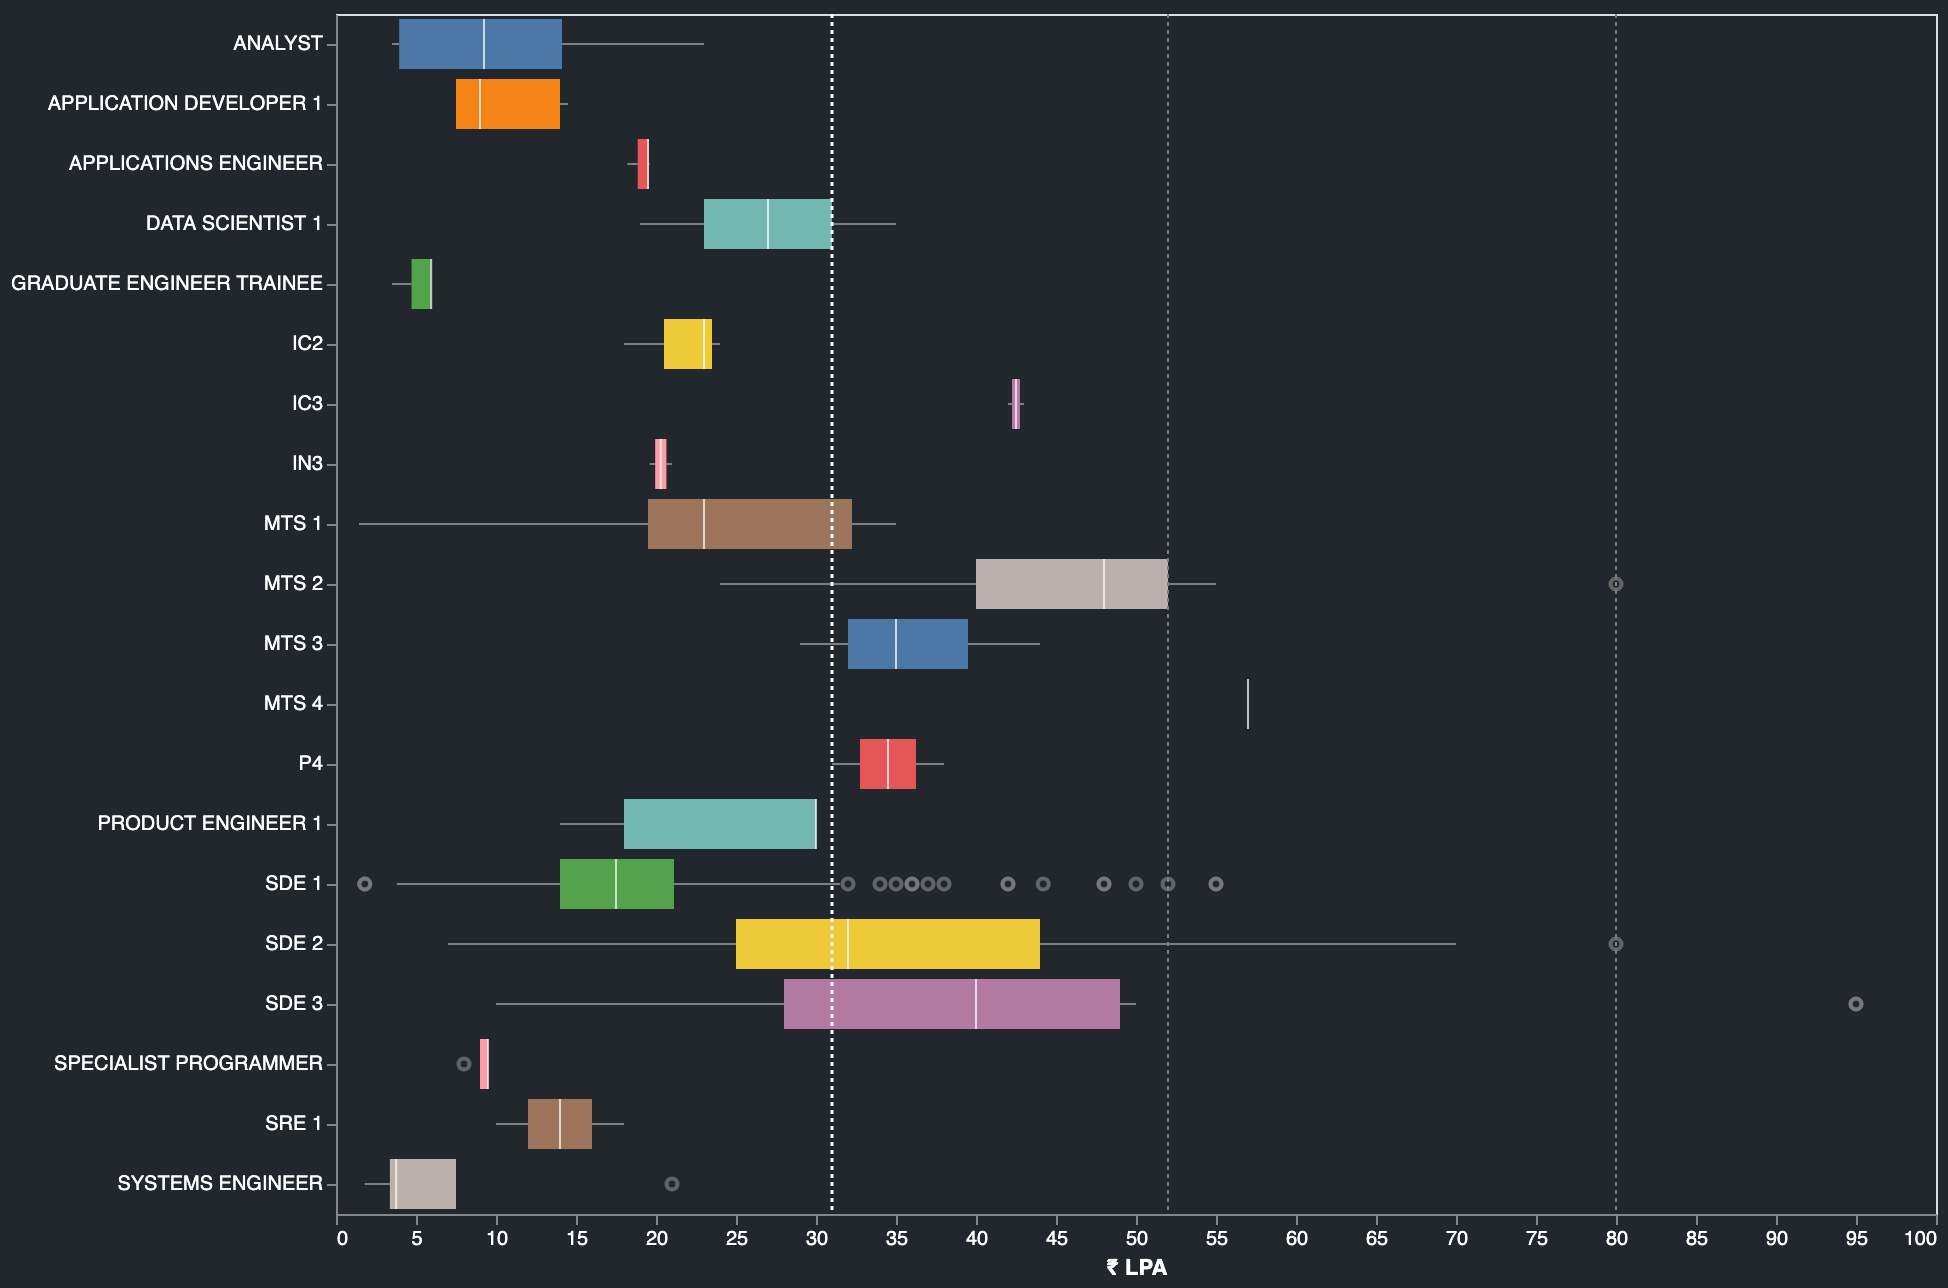 ANALYST
APPLICATION DEVELOPER 1
APPLICATIONS ENGINEER
DATA SCIENTIST 1
GRADUATE ENGINEER TRAINEE
IC2
IC3
IN3
MTS 1
MTS 2
MTS 3
MTS 4
P4
PRODUCT ENGINEER 1
SDE 1
SDE 2
SDE 3
SPECIALIST PROGRAMMER
SRE 1
SYSTEMS ENGINEER
0 5 10 15 20 25 30 35 40 45 50 55 60 65 70 75 80 85 90 95 100
₹ LPA